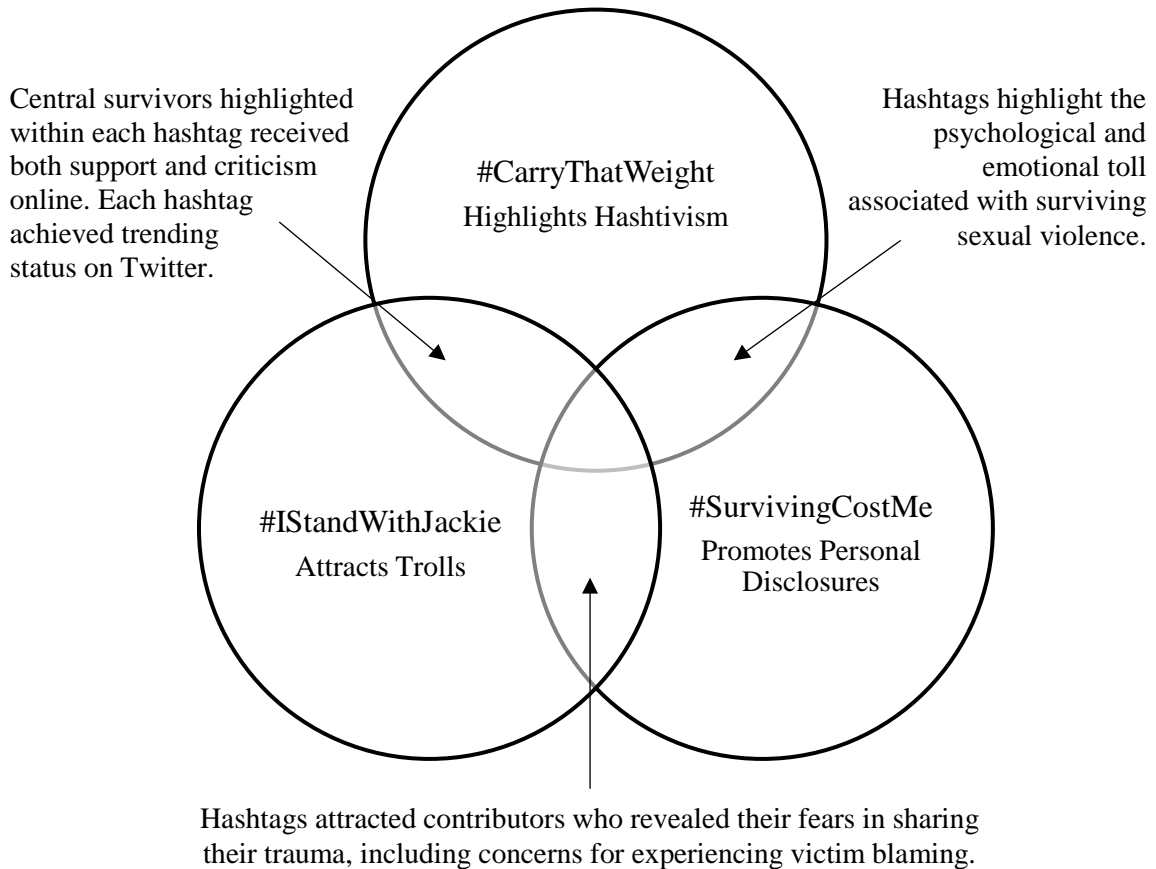 Central survivors highlighted
within each hashtag received
both support and criticism
online. Each hashtag
achieved trending
status on Twitter.
Hashtags highlight the
psychological and
emotional toll
associated with surviving
sexual violence.
#CarryThatWeight
Highlights Hashtivism
#IStandWithJackie
Attracts Trolls
#SurvivingCostMe
Promotes Personal
Disclosures
Hashtags attracted contributors who revealed their fears in sharing
their trauma, including concerns for experiencing victim blaming.